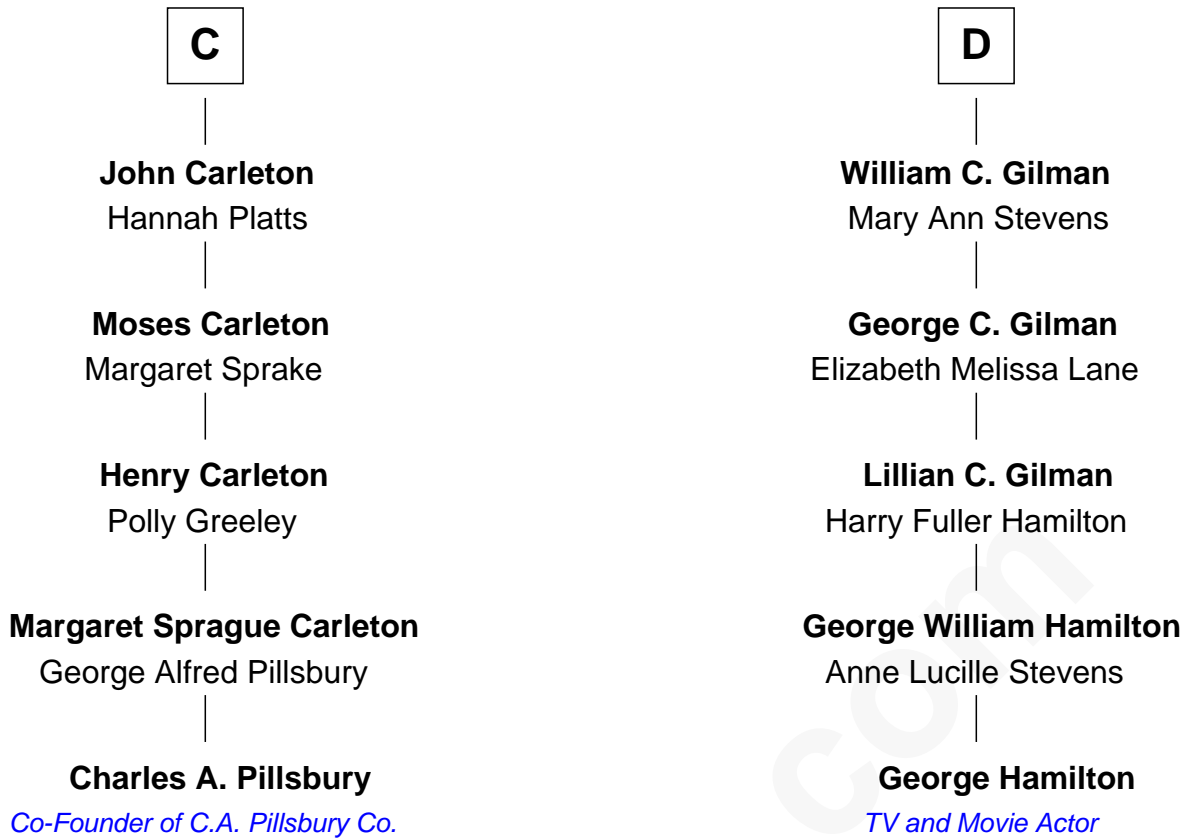 C
John Carleton
Hannah Platts
Moses Carleton
Margaret Sprake
Henry Carleton
Polly Greeley
Margaret Sprague Carleton
George Alfred Pillsbury
Charles A. Pillsbury
Co-Founder of C.A. Pillsbury Co.
D
William C. Gilman
Mary Ann Stevens
George C. Gilman
Elizabeth Melissa Lane
Lillian C. Gilman
Harry Fuller Hamilton
George William Hamilton
Anne Lucille Stevens
George Hamilton
TV and Movie Actor
com